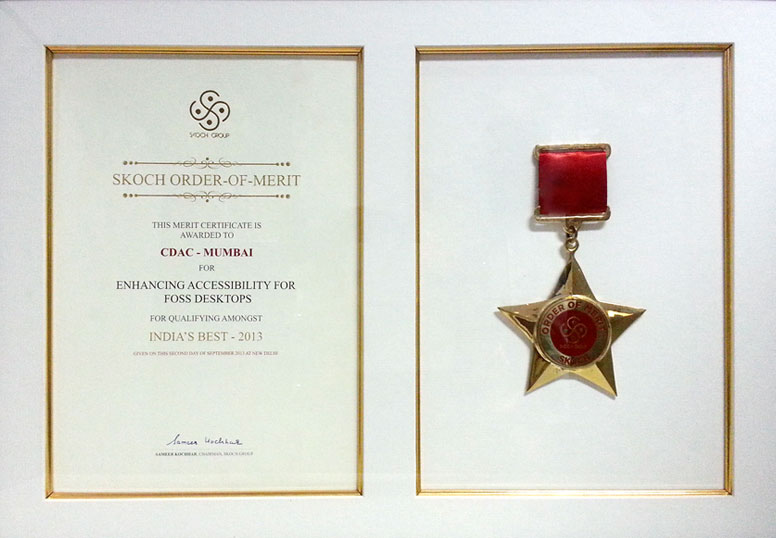 SKOCH GROUP
SKOCH ORDER-OF-MERIT
THIS MERIT CERTIFICATE IS
AWARDED TO
CDAC - MUMBAI
FOR
ENHANCING ACCESSIBILITY FOR
FOSS DESKTOPS
FOR QUALIFYING AMONGST
INDIA'S BEST - 2013
GIVEN ON THIS SECOND DAY OF SEPTEMBER 2013 AT NEW DELHI
Sameer Kochhar
SAMEER KOCHHAR, CHAIRMAN, SKOCH GROUP
ORDER OF MERIT
SKOCH